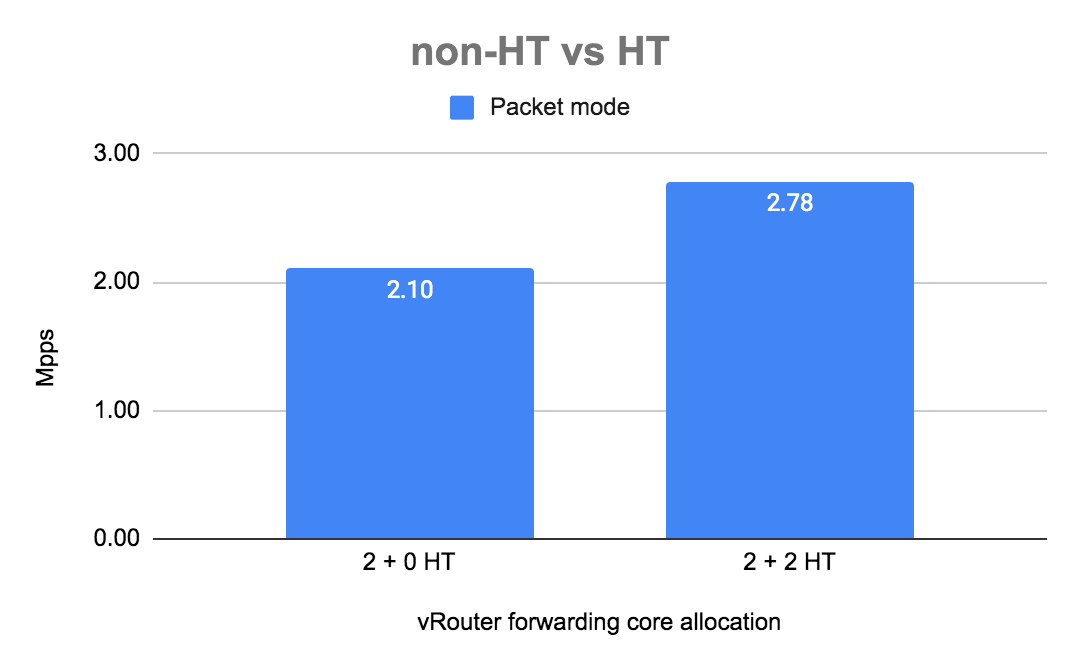 non-HT vs HT
Packet mode
3.00
2.78
2.10
2.00
Mpps
1.00
0.00
2 + 0 HT
2 + 2 HT
vRouter forwarding core allocation